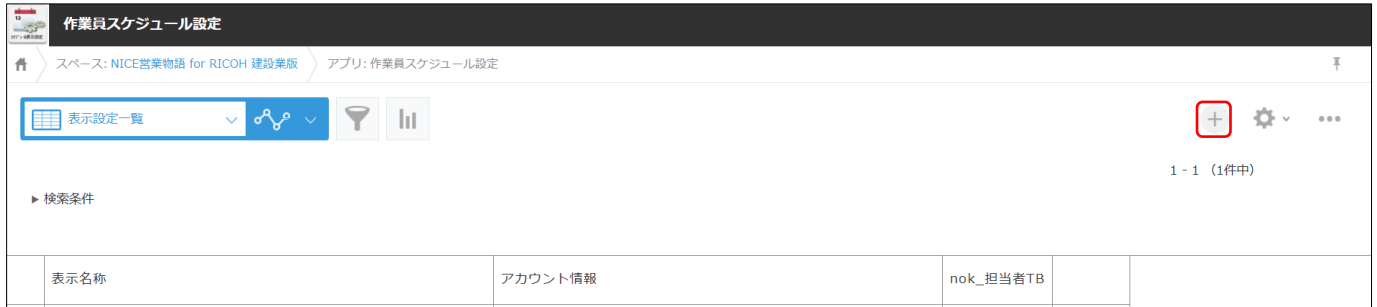 12
作業員スケジュール設定
スペース: NICE営業物語 for RICOH 建設業版 アプリ: 作業員スケジュール設定
表示設定一覧
1 - 1 （1件中）
▶ 検索条件
表示名称 アカウント情報 nok_担当者TB